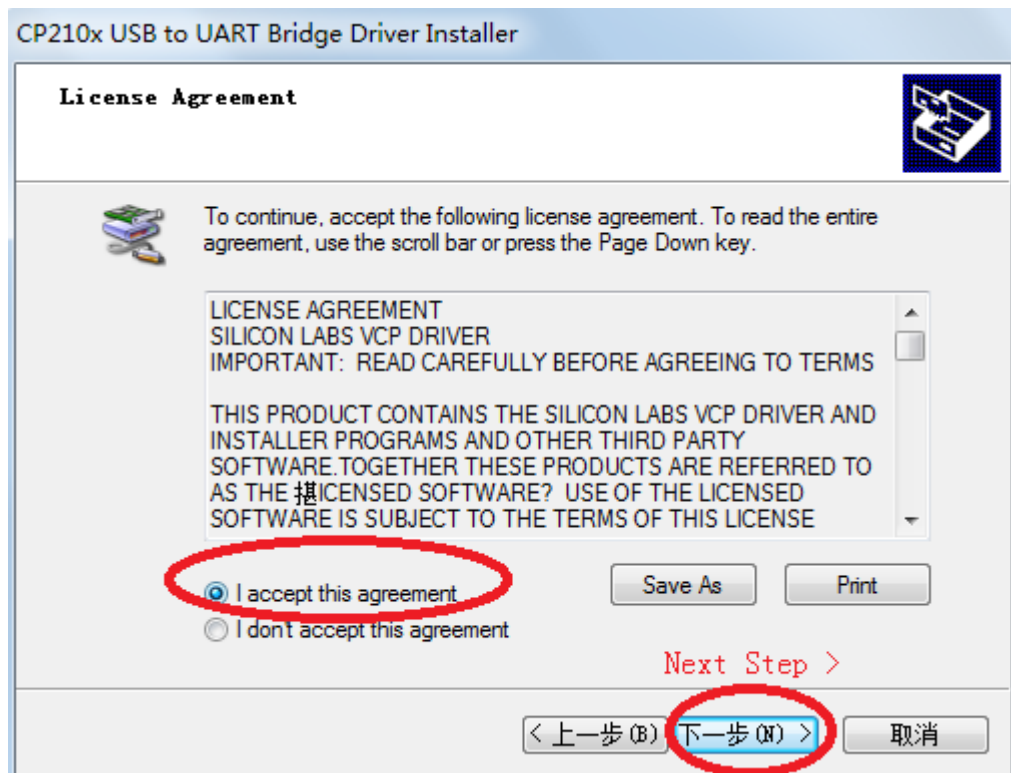 CP210x USB to UART Bridge Driver Installer
License Agreement
To continue, accept the following license agreement. To read the entire
agreement, use the scroll bar or press the Page Down key.
LICENSE AGREEMENT
SILICON LABS VCP DRIVER
IMPORTANT:  READ CAREFULLY BEFORE AGREEING TO TERMS
THIS PRODUCT CONTAINS THE SILICON LABS VCP DRIVER AND
INSTALLER PROGRAMS AND OTHER THIRD PARTY
SOFTWARE.TOGETHER THESE PRODUCTS ARE REFERRED TO
AS THE 揕ICENSED SOFTWARE?  USE OF THE LICENSED
SOFTWARE IS SUBJECT TO THE TERMS OF THIS LICENSE
I accept this agreement
Save As
Print
I don't accept this agreement
Next Step >
< 上一步(B)
下一步(N) >
取消